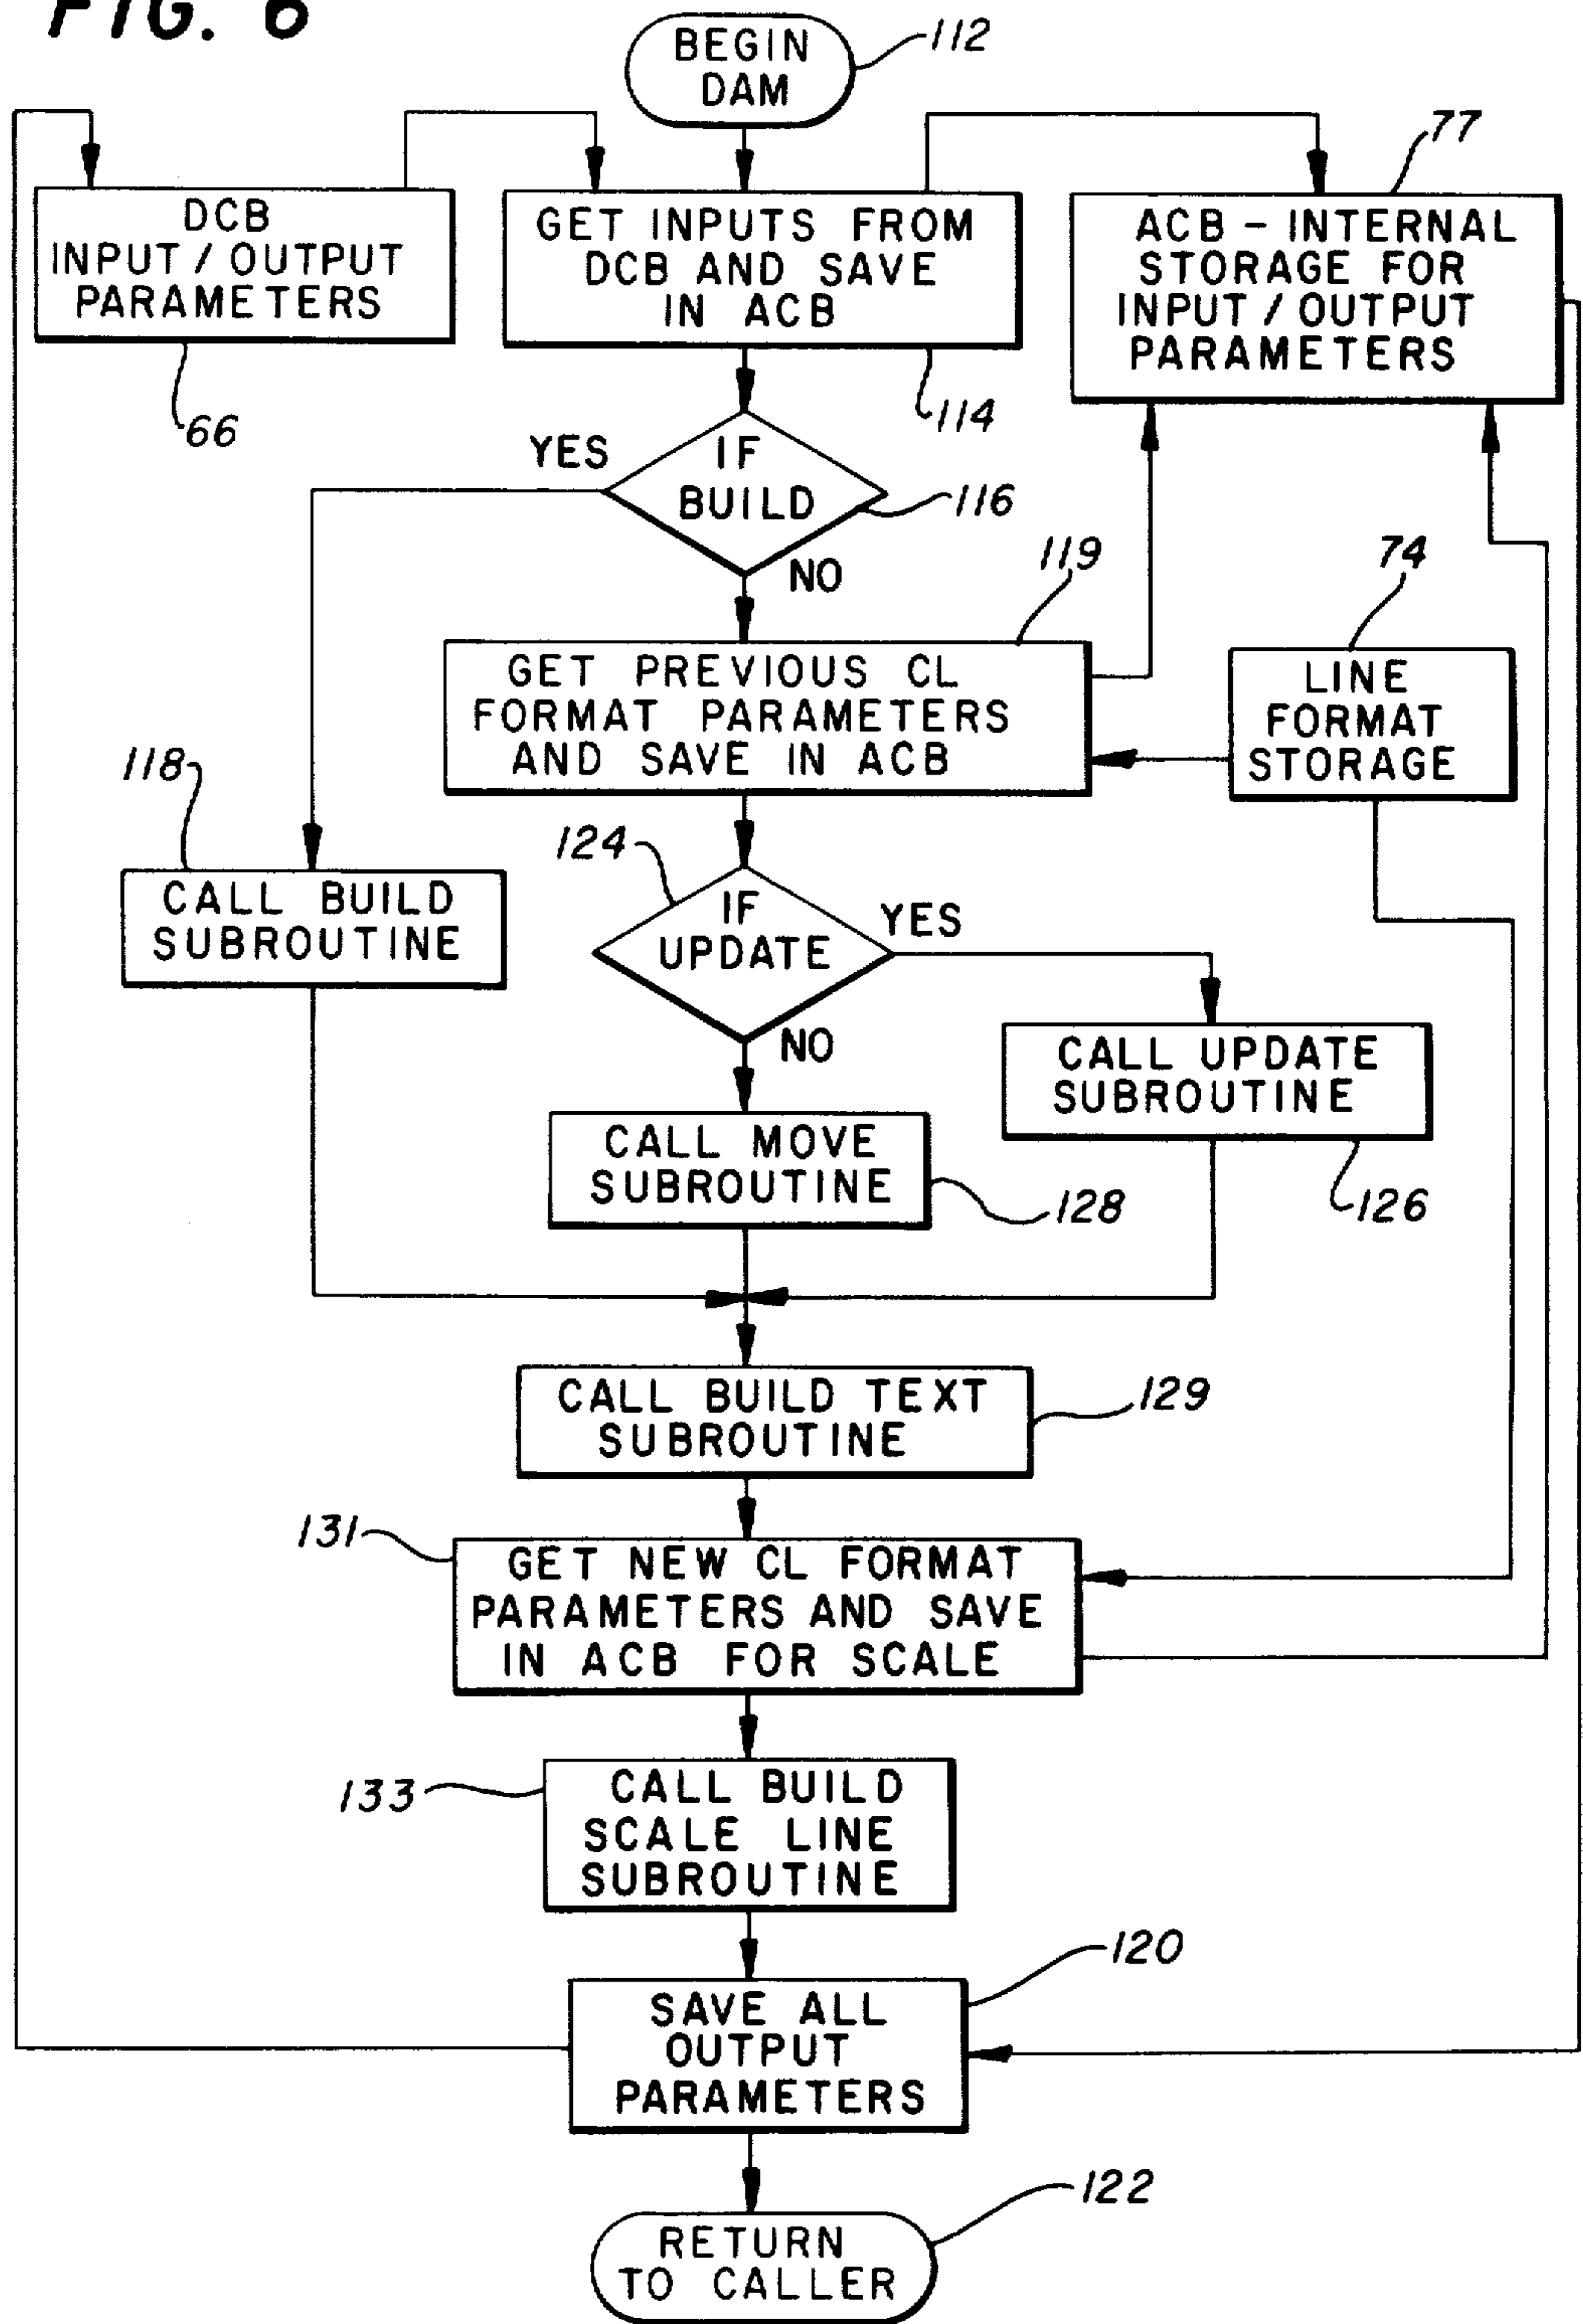 FIG. 6
BEGIN
DAM
112
DCB
INPUT / OUTPUT
PARAMETERS
66
GET INPUTS FROM
DCB AND SAVE
IN ACB
114
77
ACB - INTERNAL
STORAGE FOR
INPUT / OUTPUT
PARAMETERS
YES
IF
BUILD
116
NO
119
74
GET PREVIOUS CL
FORMAT PARAMETERS
AND SAVE IN ACB
LINE
FORMAT
STORAGE
118
CALL BUILD
SUBROUTINE
124
IF
UPDATE
YES
NO
CALL UPDATE
SUBROUTINE
126
CALL MOVE
SUBROUTINE
128
CALL BUILD TEXT
SUBROUTINE
129
131
GET NEW CL FORMAT
PARAMETERS AND SAVE
IN ACB FOR SCALE
133
CALL BUILD
SCALE LINE
SUBROUTINE
120
SAVE ALL
OUTPUT
PARAMETERS
122
RETURN
TO CALLER